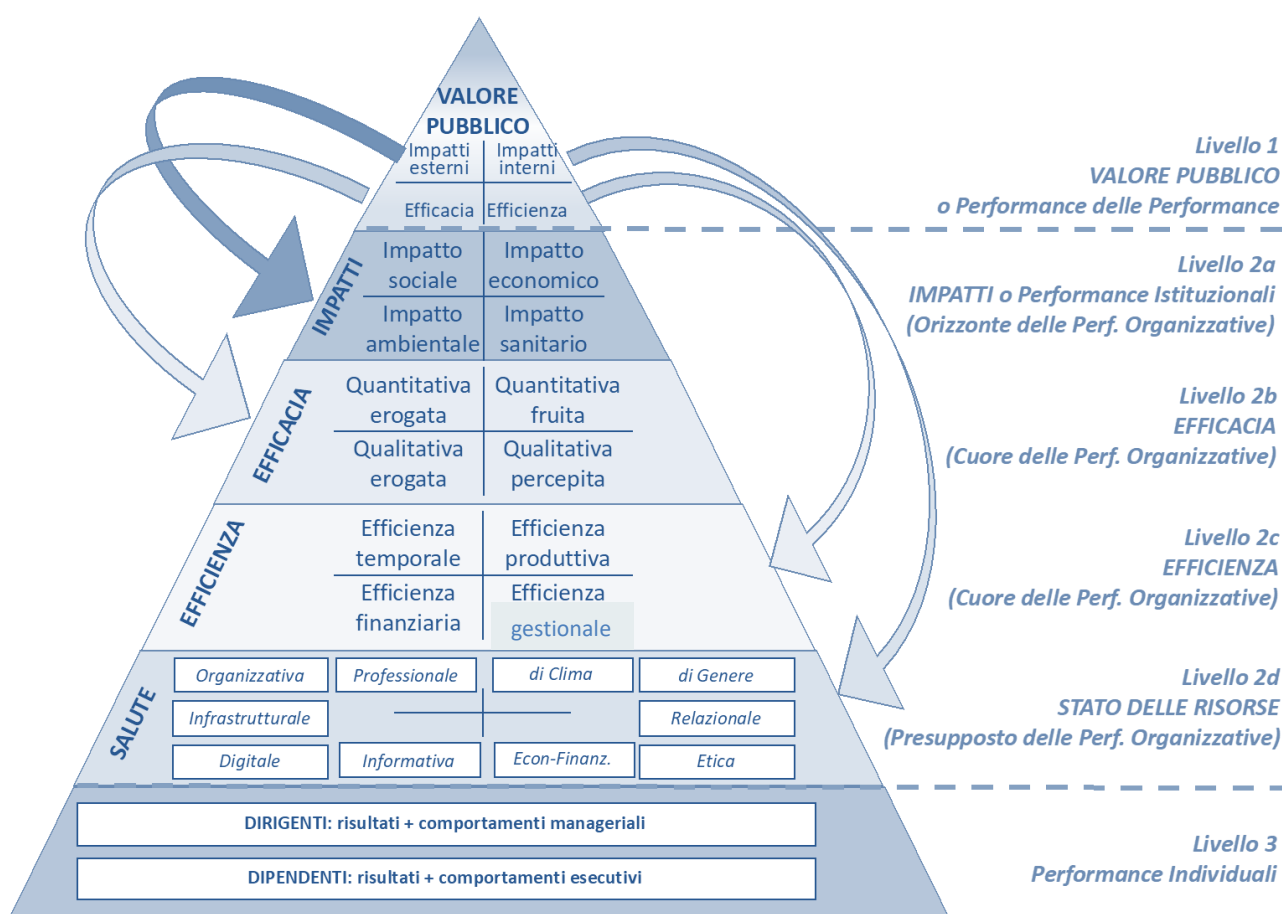 VALORE
PUBBLICO
Impatti
esterni
Impatti
interni
Efficacia
Efficienza
Livello 1
VALORE PUBBLICO
o Performance delle Performance
IMPATTI
Impatto
sociale
Impatto
economico
Impatto
ambientale
Impatto
sanitario
Livello 2a
IMPATTI o Performance Istituzionali
(Orizzonte delle Perf. Organizzative)
EFFICACIA
Quantitativa
erogata
Quantitativa
fruita
Qualitativa
erogata
Qualitativa
percepita
Livello 2b
EFFICACIA
(Cuore delle Perf. Organizzative)
EFFICIENZA
Efficienza
temporale
Efficienza
produttiva
Efficienza
finanziaria
Efficienza
gestionale
Livello 2c
EFFICIENZA
(Cuore delle Perf. Organizzative)
SALUTE
Organizzativa
Professionale
di Clima
di Genere
Infrastrutturale
Relazionale
Digitale
Informativa
Econ-Finanz.
Etica
Livello 2d
STATO DELLE RISORSE
(Presupposto delle Perf. Organizzative)
DIRIGENTI: risultati + comportamenti manageriali
DIPENDENTI: risultati + comportamenti esecutivi
Livello 3
Performance Individuali